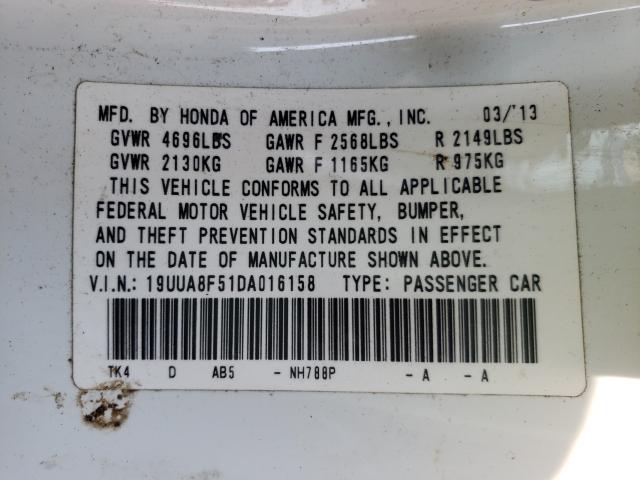 MFD. BY HONDA OF AMERICA MFG., INC. 03/'13
GVWR 4696LBS GAWR F 2568LBS R 2149LBS
GVWR 2130KG GAWR F 1165KG R 975KG
THIS VEHICLE CONFORMS TO ALL APPLICABLE
FEDERAL MOTOR VEHICLE SAFETY, BUMPER,
AND THEFT PREVENTION STANDARDS IN EFFECT
ON THE DATE OF MANUFACTURE SHOWN ABOVE.
V.I.N.: 19UUA8F51DA016158 TYPE: PASSENGER CAR
TK4 D AB5 - NH788P - A - A